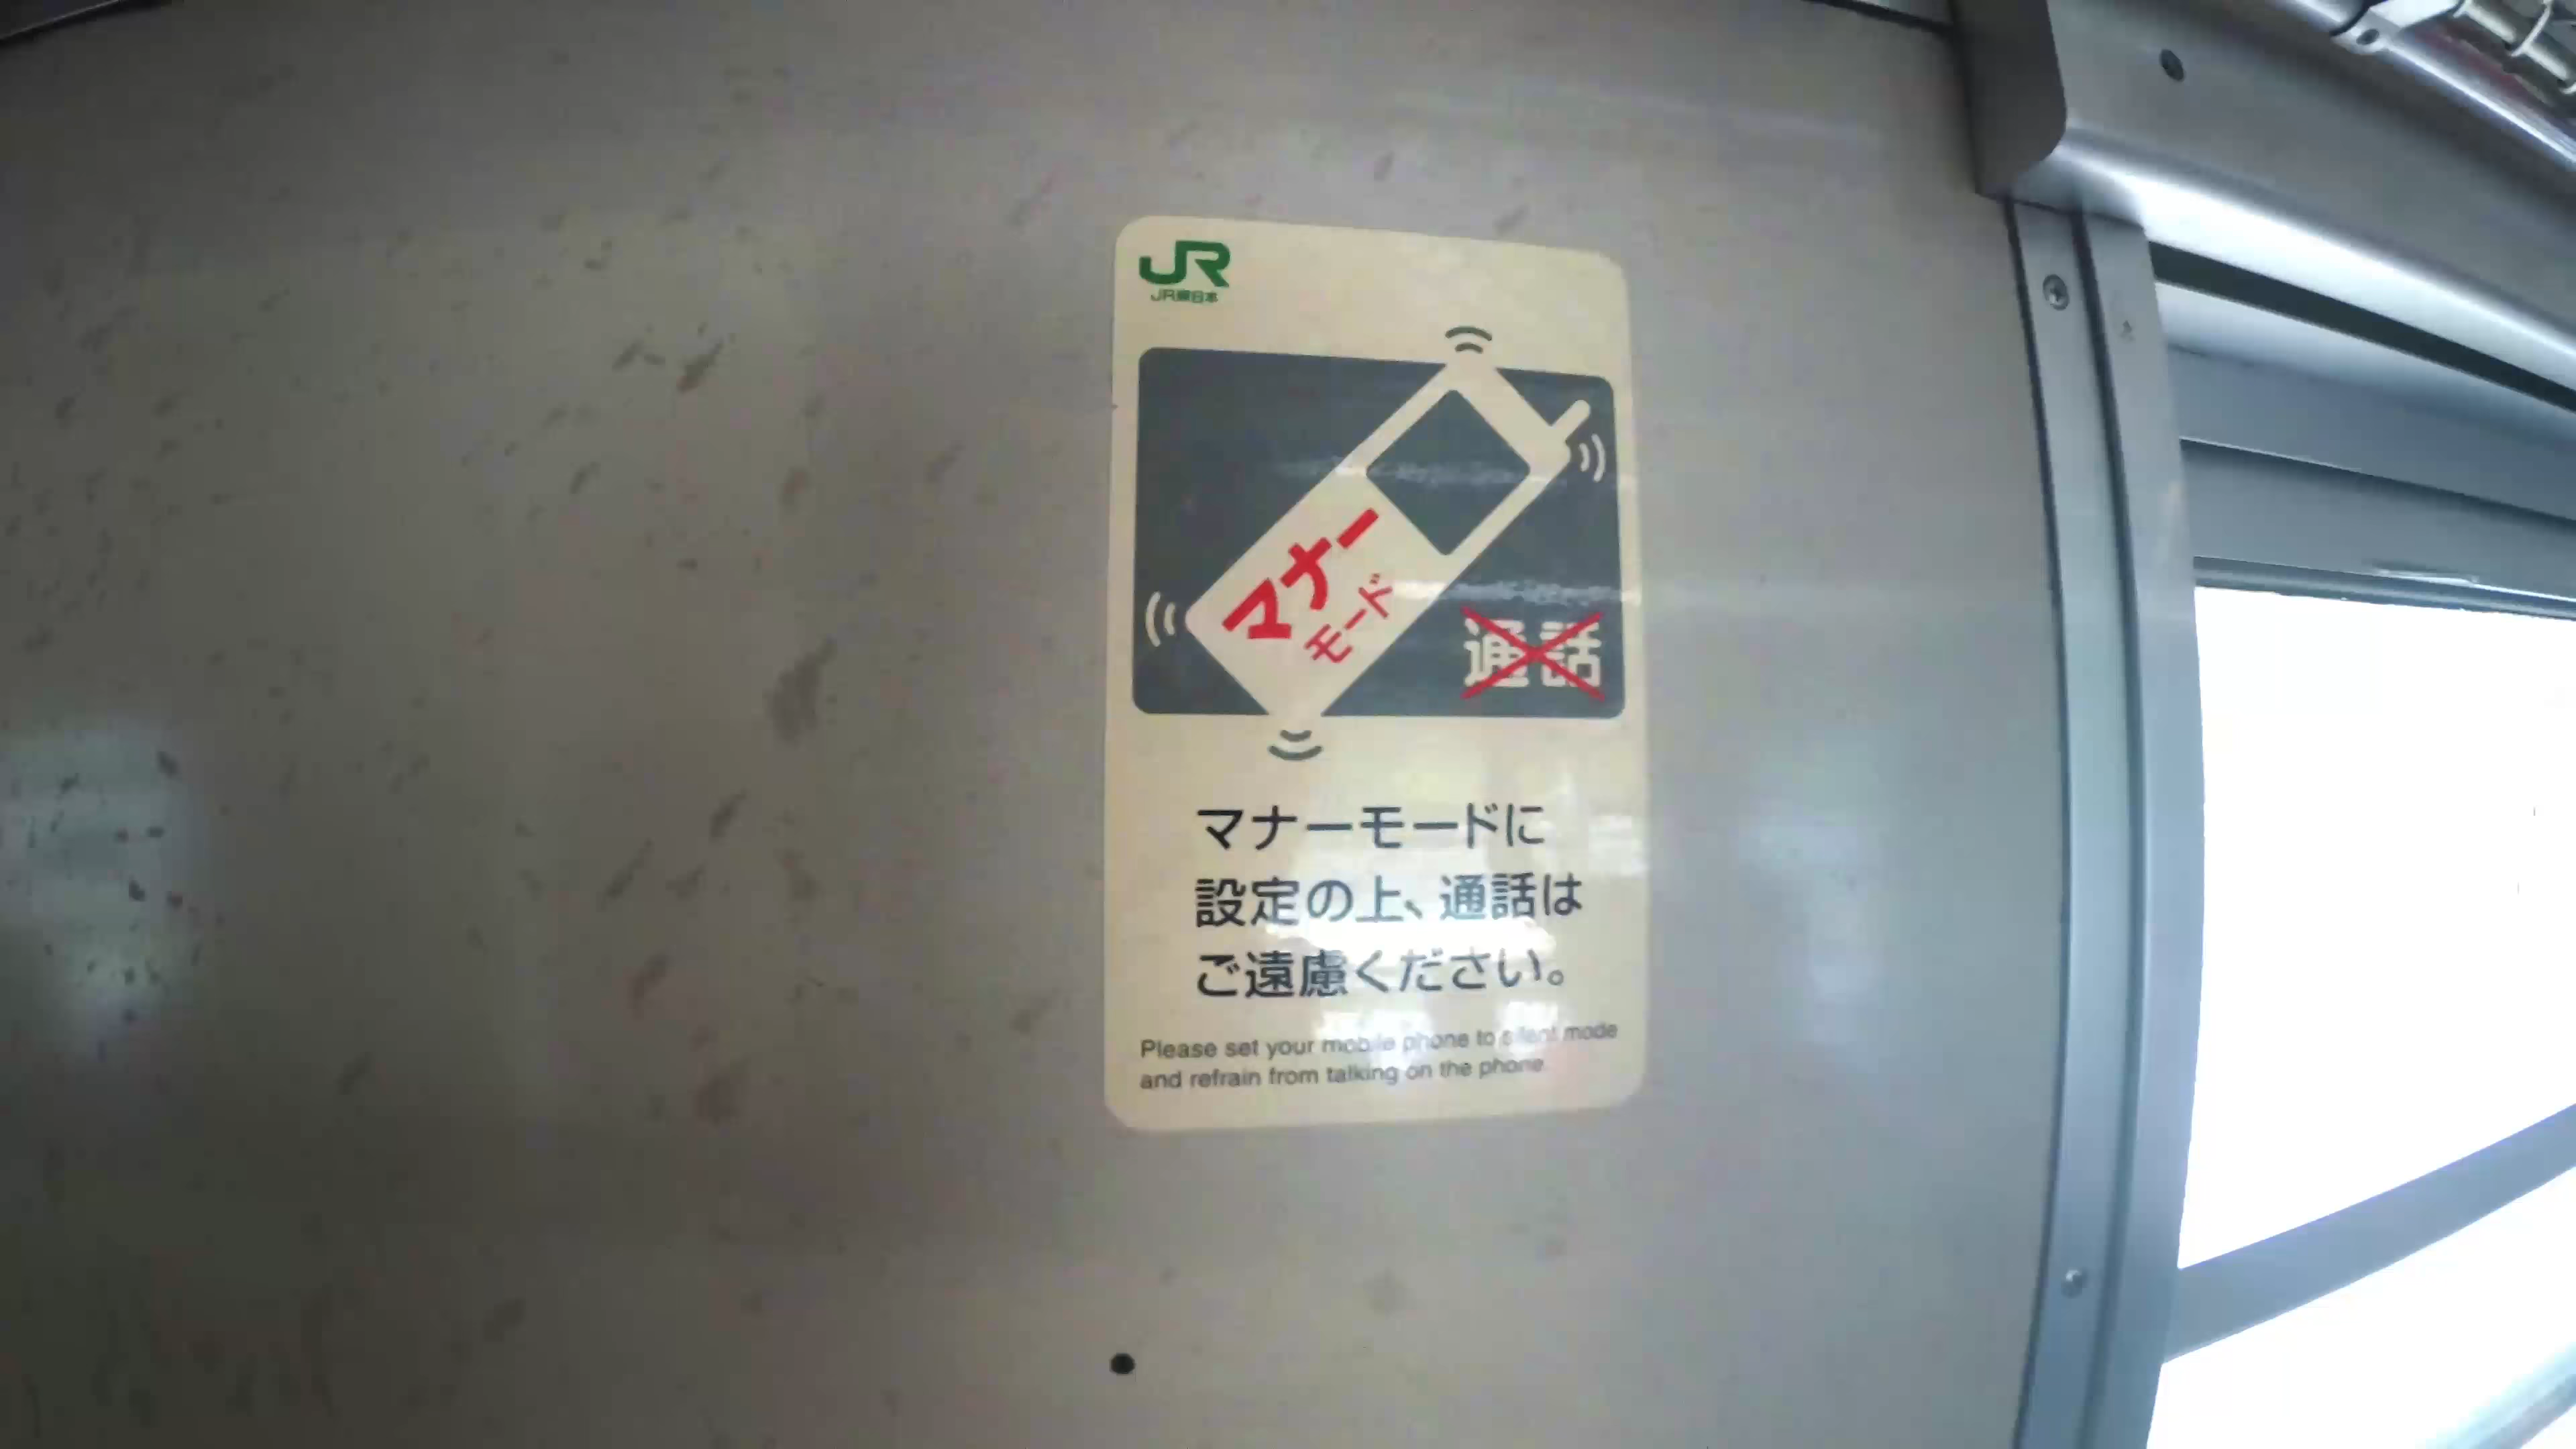 JR
JR東日本
マナー
モード
通話
マナーモードに
設定の上、通話は
ご遠慮ください。
Please set your mobile phone to silent mode
and refrain from talking on the phone.